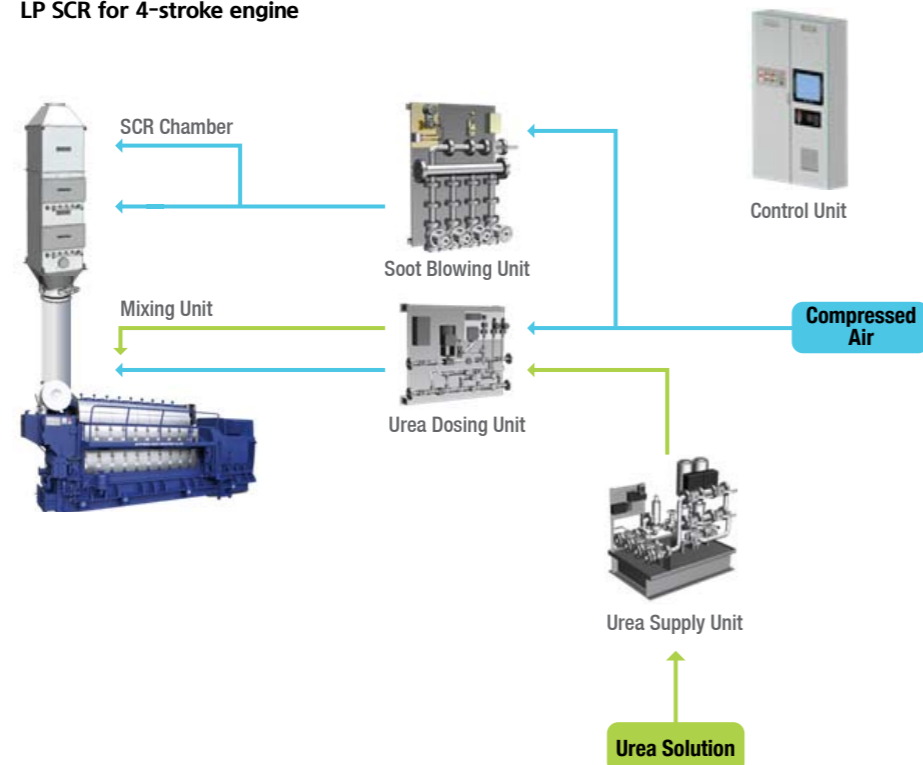 LP SCR for 4-stroke engine
SCR Chamber
Control Unit
Soot Blowing Unit
Mixing Unit
Compressed
Air
Urea Dosing Unit
Urea Supply Unit
Urea Solution